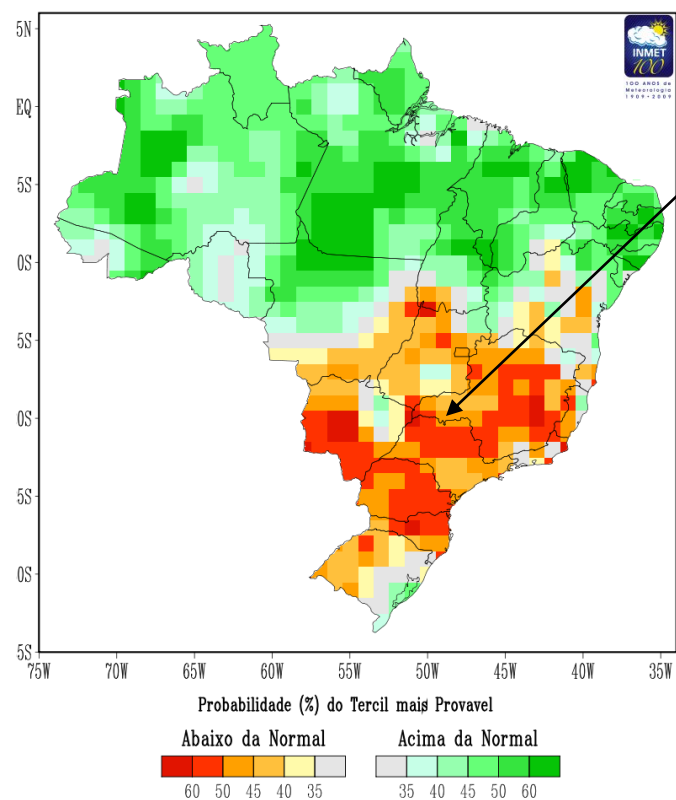 5N
INMET
100
100 ANOS de
Meteorologia
1909-2009
EQ
5S
0S
5S
0S
5S
0S
5S
75W 70W 65W 60W 55W 50W 45W 40W 35W
Probabilidade (%) do Tercil mais Provavel
Abaixo da Normal Acima da Normal
60 50 45 40 35 35 40 45 50 60